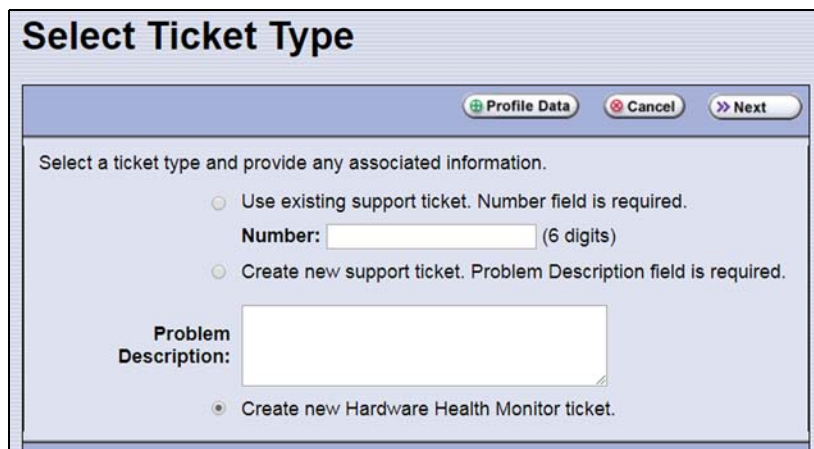 Select Ticket Type
Profile Data Cancel Next
Select a ticket type and provide any associated information.
Use existing support ticket. Number field is required.
Number: (6 digits)
Create new support ticket. Problem Description field is required.
Problem
Description:
Create new Hardware Health Monitor ticket.